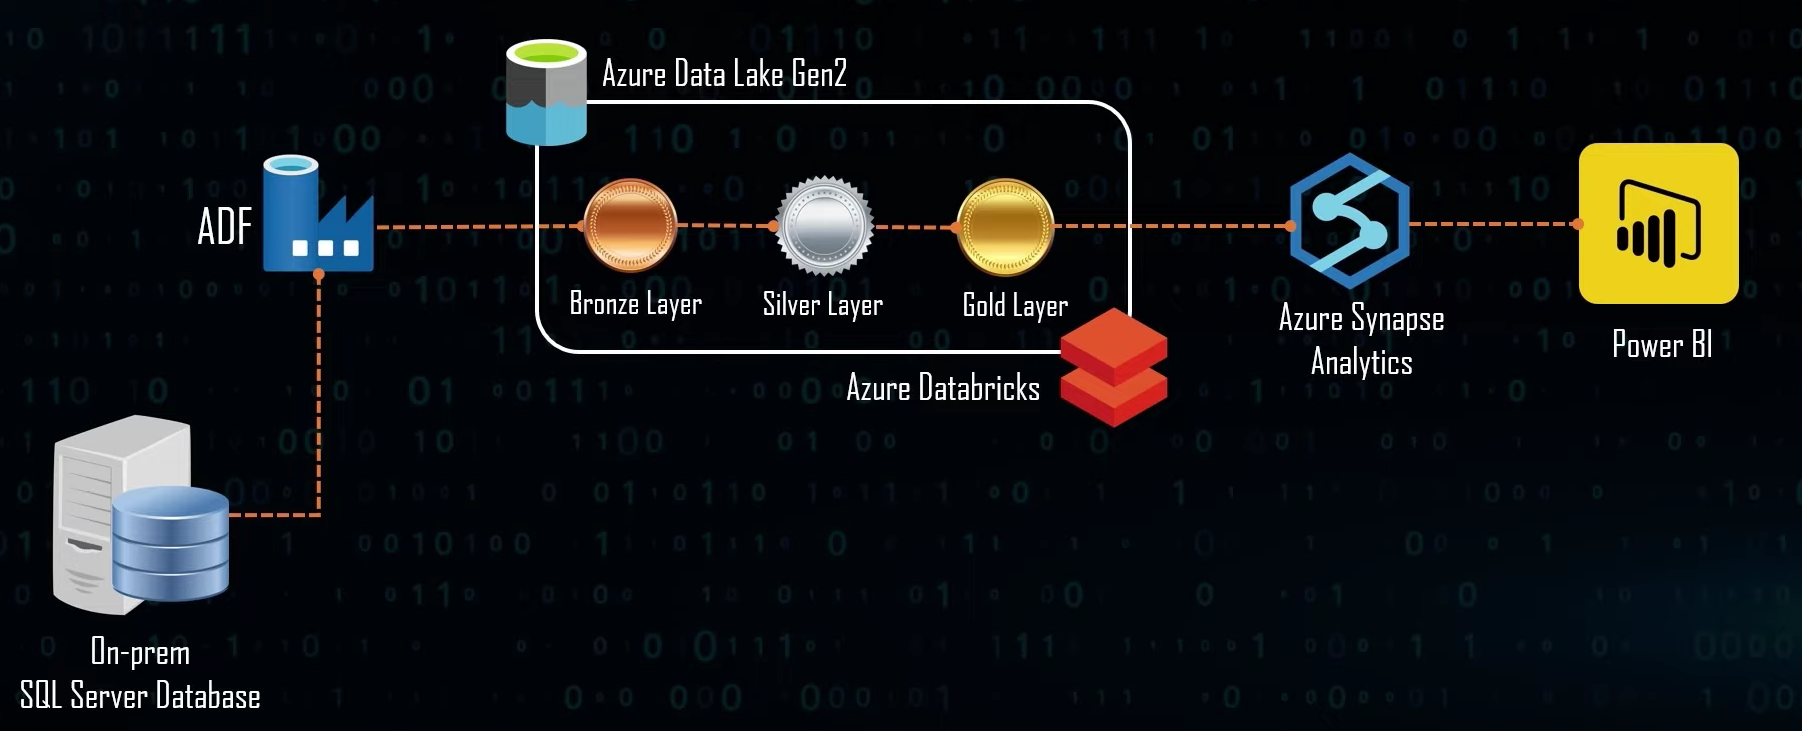 Azure Data Lake Gen2
ADF
Bronze Layer
Silver Layer
Gold Layer
Azure Databricks
Azure Synapse
Analytics
Power BI
On-prem
SQL Server Database